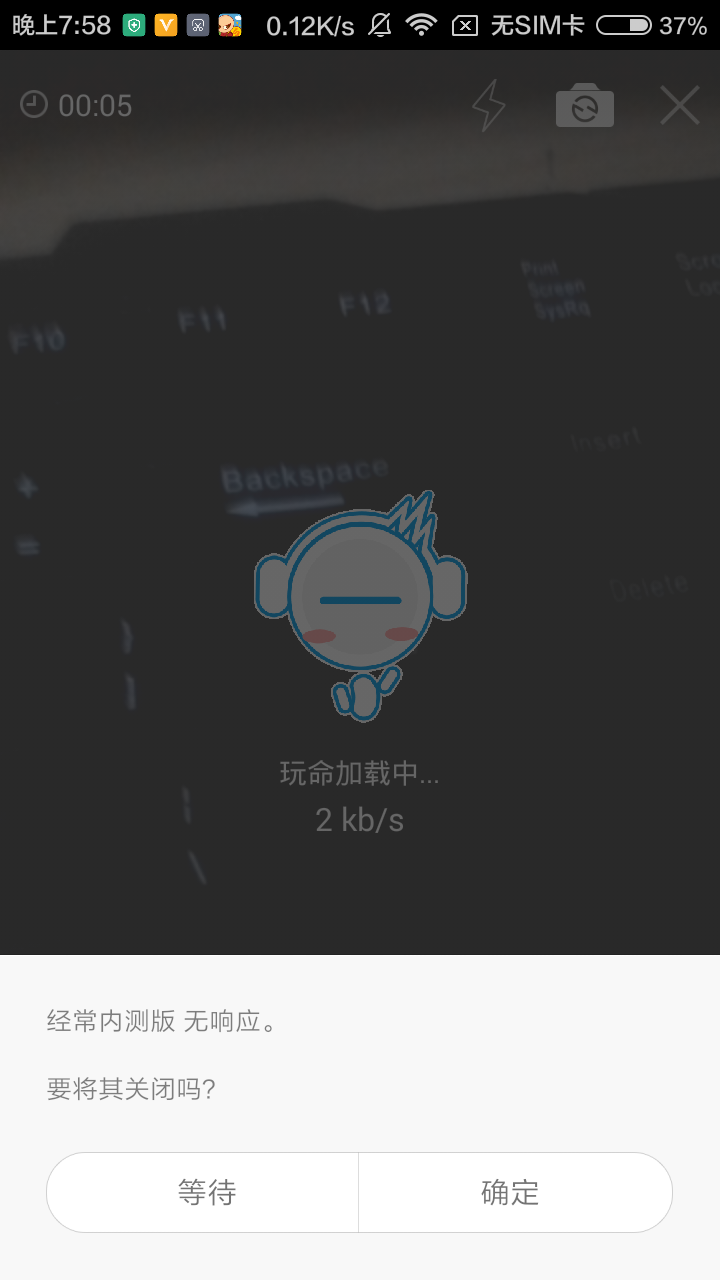 晚上7:58 0.12K/s 无SIM卡 37%
00:05
Print
Screen
SysRq
Scro
Loc
F10
F11
F12
Insert
Backspace
+
=
Delete
}
]
玩命加载中...
2 kb/s
|
\
经常内测版 无响应。
要将其关闭吗?
等待
确定